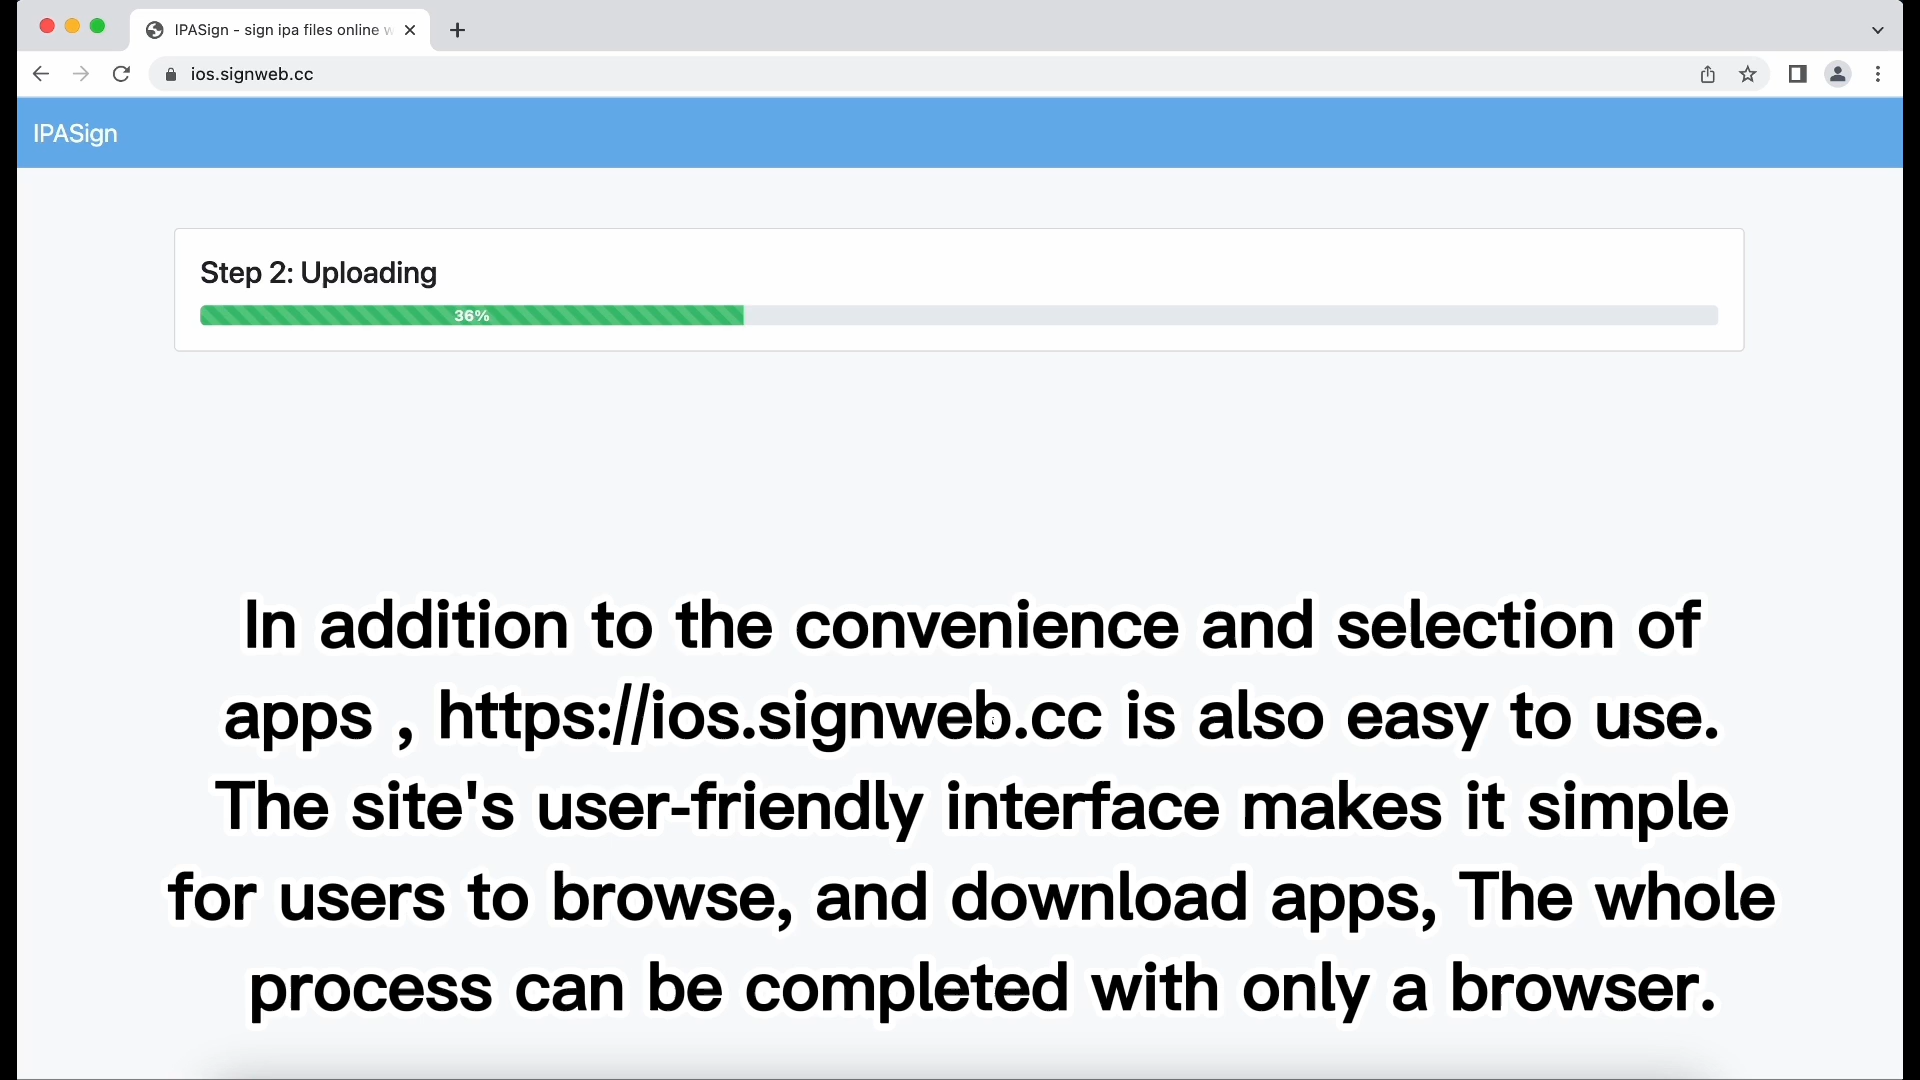 IPASign - sign ipa files online w
ios.signweb.cc
IPASign
Step 2: Uploading
36%
In addition to the convenience and selection of
apps , https://ios.signweb.cc is also easy to use.
The site's user-friendly interface makes it simple
for users to browse, and download apps, The whole
process can be completed with only a browser.